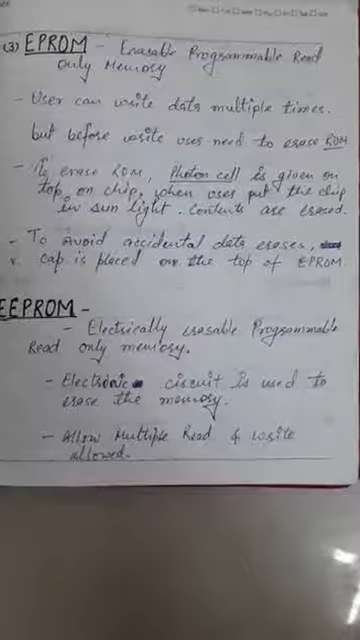 (3) EPROM - Erasable Programmable Read
Only Memory
- User can write data multiple times.
but before write user need to erase ROM
- To erase ROM, Photon cell is given on
top on chip, when user put the chip
in sun light. Contents are erased.
- To avoid accidental data erases,
cap is placed on the top of EPROM.
EEPROM -
- Electrically erasable Programmable
Read only memory.
- Electronic circuit is used to
erase the memory.
- Allow Multiple Read & write
allowed.